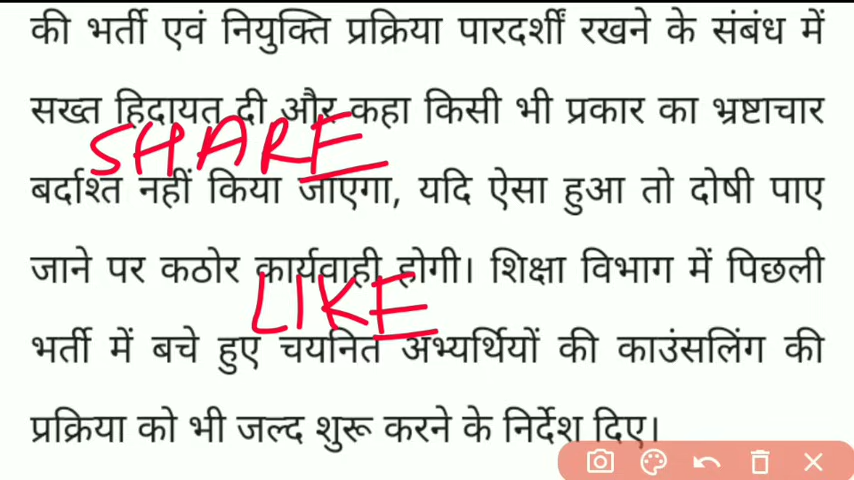 की भर्ती एवं नियुक्ति प्रक्रिया पारदर्शीं रखने के संबंध में
सख्त हिदायत दी और कहा किसी भी प्रकार का भ्रष्टाचार
SHARE
बर्दाश्त नहीं किया जाएगा, यदि ऐसा हुआ तो दोषी पाए
जाने पर कठोर कार्यवाही होगी। शिक्षा विभाग में पिछली
LIKE
भर्ती में बचे हुए चयनित अभ्यर्थियों की काउंसलिंग की
प्रक्रिया को भी जल्द शुरू करने के निर्देश दिए।